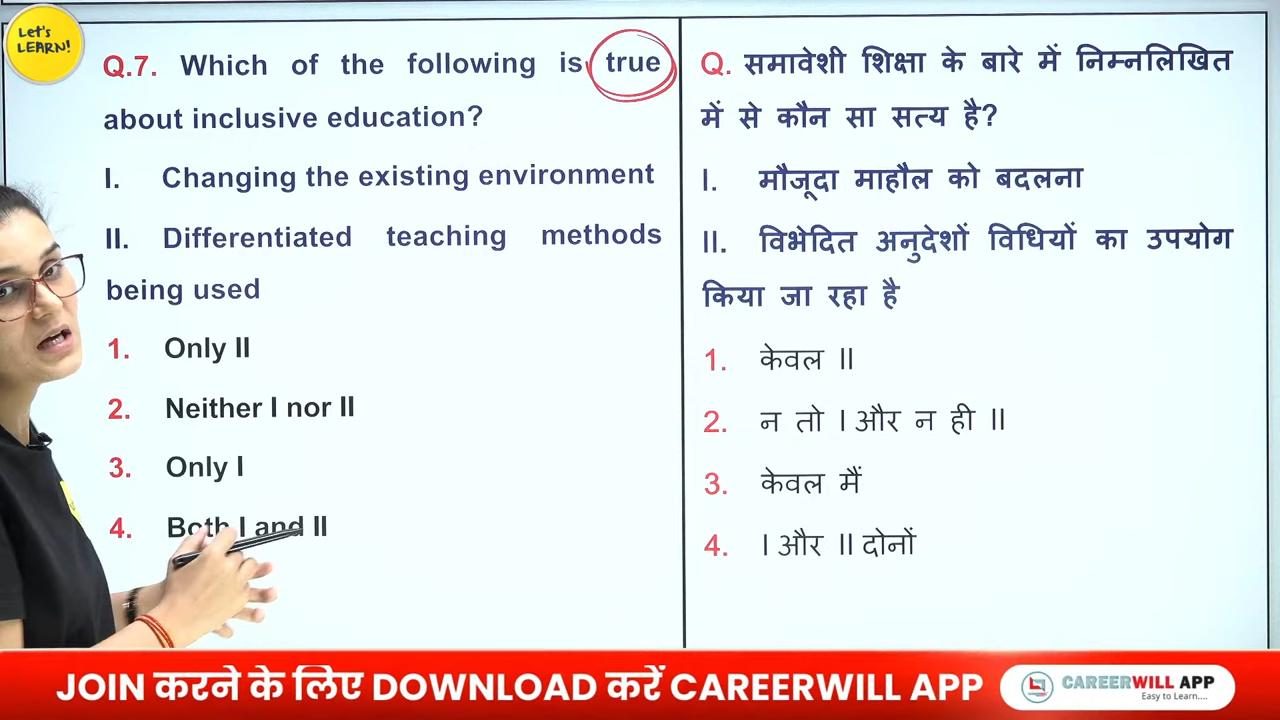 Let's
LEARN!
Q.7. Which of the following is true
about inclusive education?
I. Changing the existing environment
II. Differentiated teaching methods
being used
1. Only II
2. Neither I nor II
3. Only I
4. Both I and II
Q. समावेशी शिक्षा के बारे में निम्नलिखित
में से कौन सा सत्य है?
I. मौजूदा माहौल को बदलना
II. विभेदित अनुदेशों विधियों का उपयोग
किया जा रहा है
1. केवल II
2. न तो I और न ही II
3. केवल मैं
4. I और II दोनों
JOIN करने के लिए DOWNLOAD करें CAREERWILL APP
CAREERWILL APP
Easy to Learn....